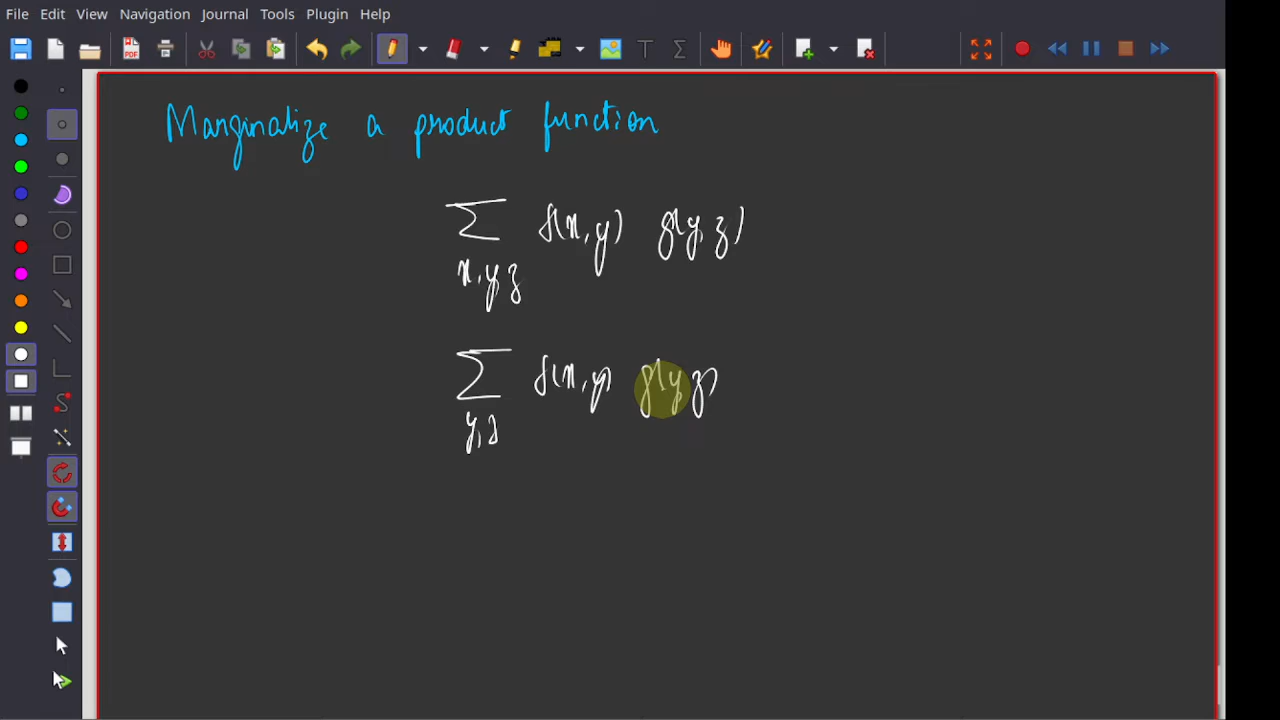 File Edit View Navigation Journal Tools Plugin Help
Marginalize a product function
∑ f(x,y) g(y,z)
x,y,z
∑ f(x,y) g(y,z)
y,z